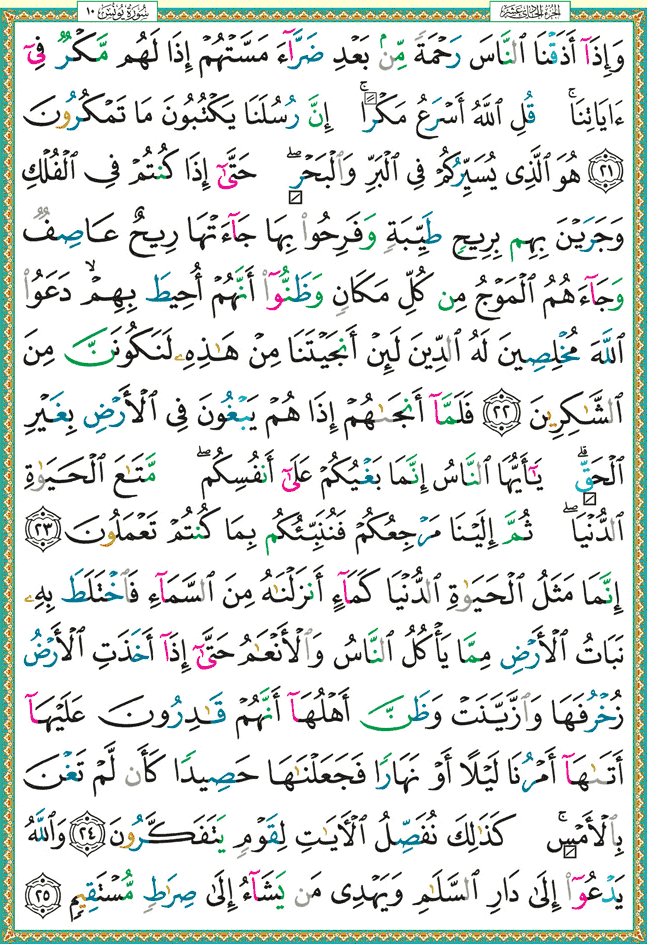 الجزء الحادي عشر
سورة يونس ١٠
وَإِذَآ أَذَقْنَا ٱلنَّاسَ رَحْمَةً مِّنۢ بَعْدِ ضَرَّآءَ مَسَّتْهُمْ إِذَا لَهُم مَّكْرٌ فِىٓ
ءَايَاتِنَا ۚ قُلِ ٱللَّهُ أَسْرَعُ مَكْرًا ۚ إِنَّ رُسُلَنَا يَكْتُبُونَ مَا تَمْكُرُونَ
﴿٢١﴾ هُوَ ٱلَّذِى يُسَيِّرُكُمْ فِى ٱلْبَرِّ وَٱلْبَحْرِ ۖ حَتَّىٰٓ إِذَا كُنتُمْ فِى ٱلْفُلْكِ
وَجَرَيْنَ بِهِم بِرِيحٍ طَيِّبَةٍ وَفَرِحُوا۟ بِهَا جَآءَتْهَا رِيحٌ عَاصِفٌ
وَجَآءَهُمُ ٱلْمَوْجُ مِن كُلِّ مَكَانٍ وَظَنُّوٓا۟ أَنَّهُمْ أُحِيطَ بِهِمْ ۙ دَعَوُا۟
ٱللَّهَ مُخْلِصِينَ لَهُ ٱلدِّينَ لَئِنْ أَنجَيْتَنَا مِنْ هَـٰذِهِۦ لَنَكُونَنَّ مِنَ
ٱلشَّـٰكِرِينَ ﴿٢٢﴾ فَلَمَّآ أَنجَىٰهُمْ إِذَا هُمْ يَبْغُونَ فِى ٱلْأَرْضِ بِغَيْرِ
ٱلْحَقِّ ۗ يَـٰٓأَيُّهَا ٱلنَّاسُ إِنَّمَا بَغْيُكُمْ عَلَىٰٓ أَنفُسِكُم ۖ مَّتَـٰعَ ٱلْحَيَوٰةِ
ٱلدُّنْيَا ۖ ثُمَّ إِلَيْنَا مَرْجِعُكُمْ فَنُنَبِّئُكُم بِمَا كُنتُمْ تَعْمَلُونَ ﴿٢٣﴾
إِنَّمَا مَثَلُ ٱلْحَيَوٰةِ ٱلدُّنْيَا كَمَآءٍ أَنزَلْنَـٰهُ مِنَ ٱلسَّمَآءِ فَٱخْتَلَطَ بِهِۦ
نَبَاتُ ٱلْأَرْضِ مِمَّا يَأْكُلُ ٱلنَّاسُ وَٱلْأَنْعَـٰمُ حَتَّىٰٓ إِذَآ أَخَذَتِ ٱلْأَرْضُ
زُخْرُفَهَا وَٱزَّيَّنَتْ وَظَنَّ أَهْلُهَآ أَنَّهُمْ قَـٰدِرُونَ عَلَيْهَآ
أَتَىٰهَآ أَمْرُنَا لَيْلًا أَوْ نَهَارًا فَجَعَلْنَـٰهَا حَصِيدًا كَأَن لَّمْ تَغْنَ
بِٱلْأَمْسِ ۚ كَذَٰلِكَ نُفَصِّلُ ٱلْـَٔايَـٰتِ لِقَوْمٍ يَتَفَكَّرُونَ ﴿٢٤﴾ وَٱللَّهُ
يَدْعُوٓا۟ إِلَىٰ دَارِ ٱلسَّلَـٰمِ وَيَهْدِى مَن يَشَآءُ إِلَىٰ صِرَٰطٍ مُّسْتَقِيمٍ ﴿٢٥﴾